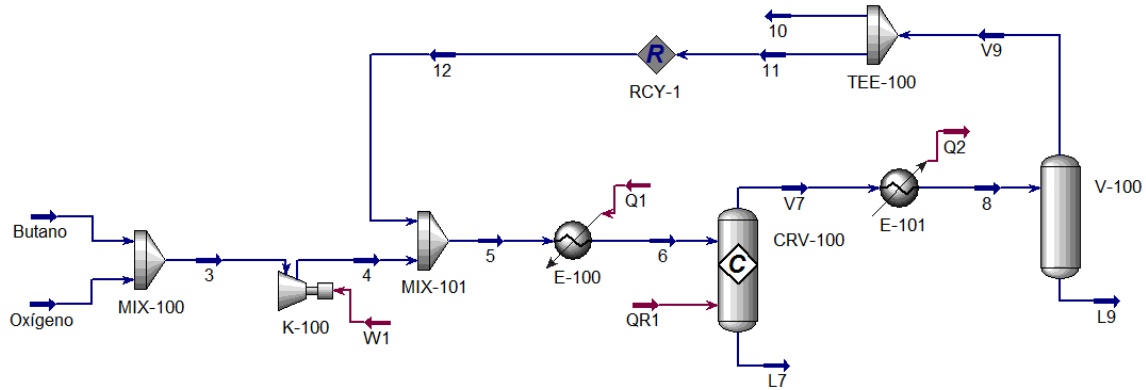 10
V9
12
11
RCY-1
TEE-100
R
Q2
Q1
V7
8
V-100
Butano
E-101
3
4
5
6
CRV-100
C
MIX-101
E-100
Oxígeno
MIX-100
K-100
W1
QR1
L9
L7